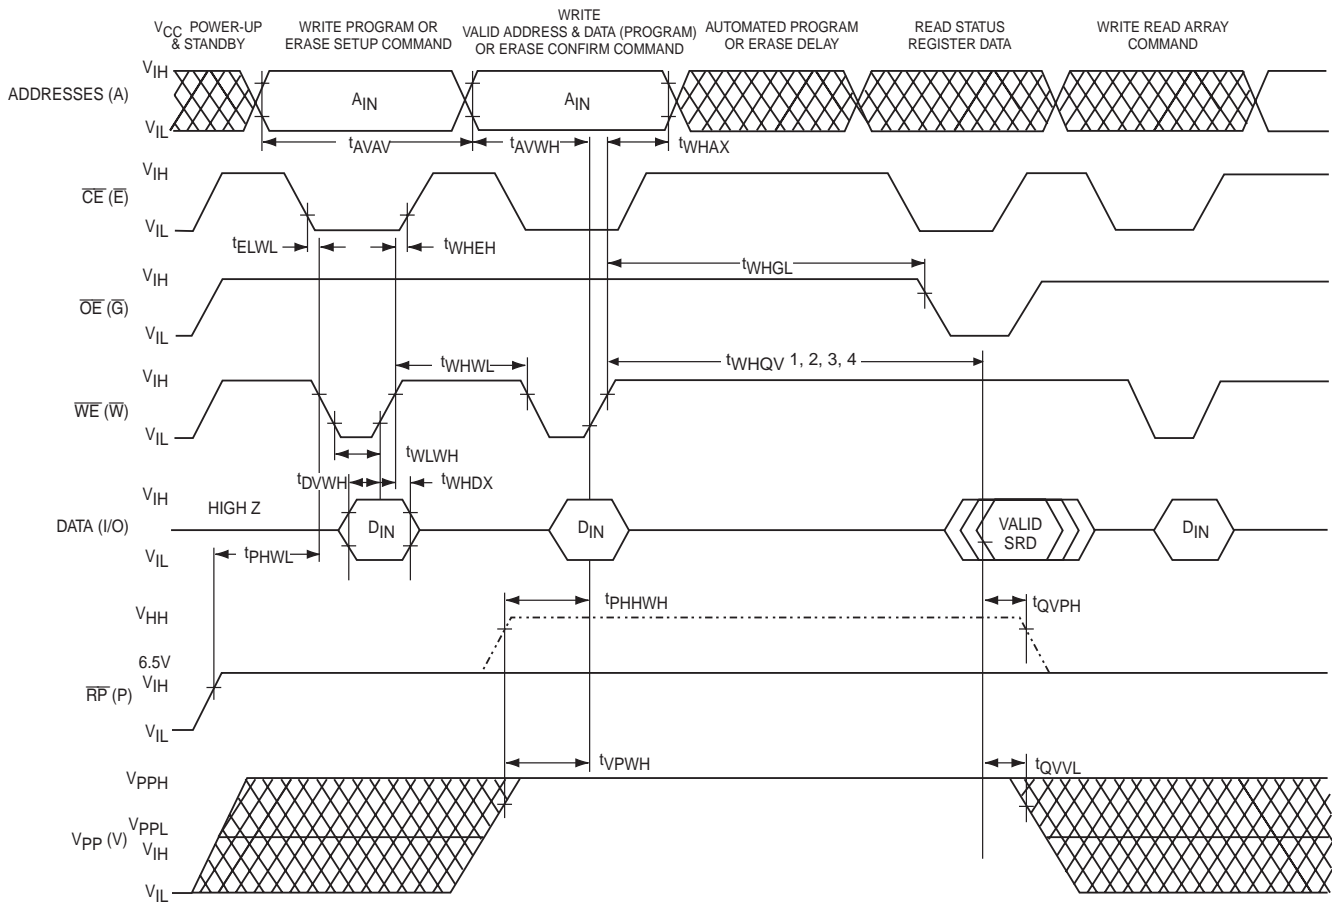 VCC POWER-UP
& STANDBY
WRITE PROGRAM OR
ERASE SETUP COMMAND
WRITE
VALID ADDRESS & DATA (PROGRAM)
OR ERASE CONFIRM COMMAND
AUTOMATED PROGRAM
OR ERASE DELAY
READ STATUS
REGISTER DATA
WRITE READ ARRAY
COMMAND
ADDRESSES (A)
VIH
VIL
AIN
AIN
tAVAV
tAVWH
tWHAX
CE (E)
VIH
VIL
tELWL
tWHEH
tWHGL
OE (G)
VIH
VIL
tWHWL
tWHQV 1, 2, 3, 4
WE (W)
VIH
VIL
tWLWH
tDVWH
tWHDX
DATA (I/O)
VIH
VIL
HIGH Z
DIN
DIN
VALID
SRD
DIN
tPHWL
tPHHWH
tQVPH
VHH
6.5V
VIH
RP (P)
VIL
tVPWH
tQVVL
VPPH
VPPL
VPP (V)
VIH
VIL